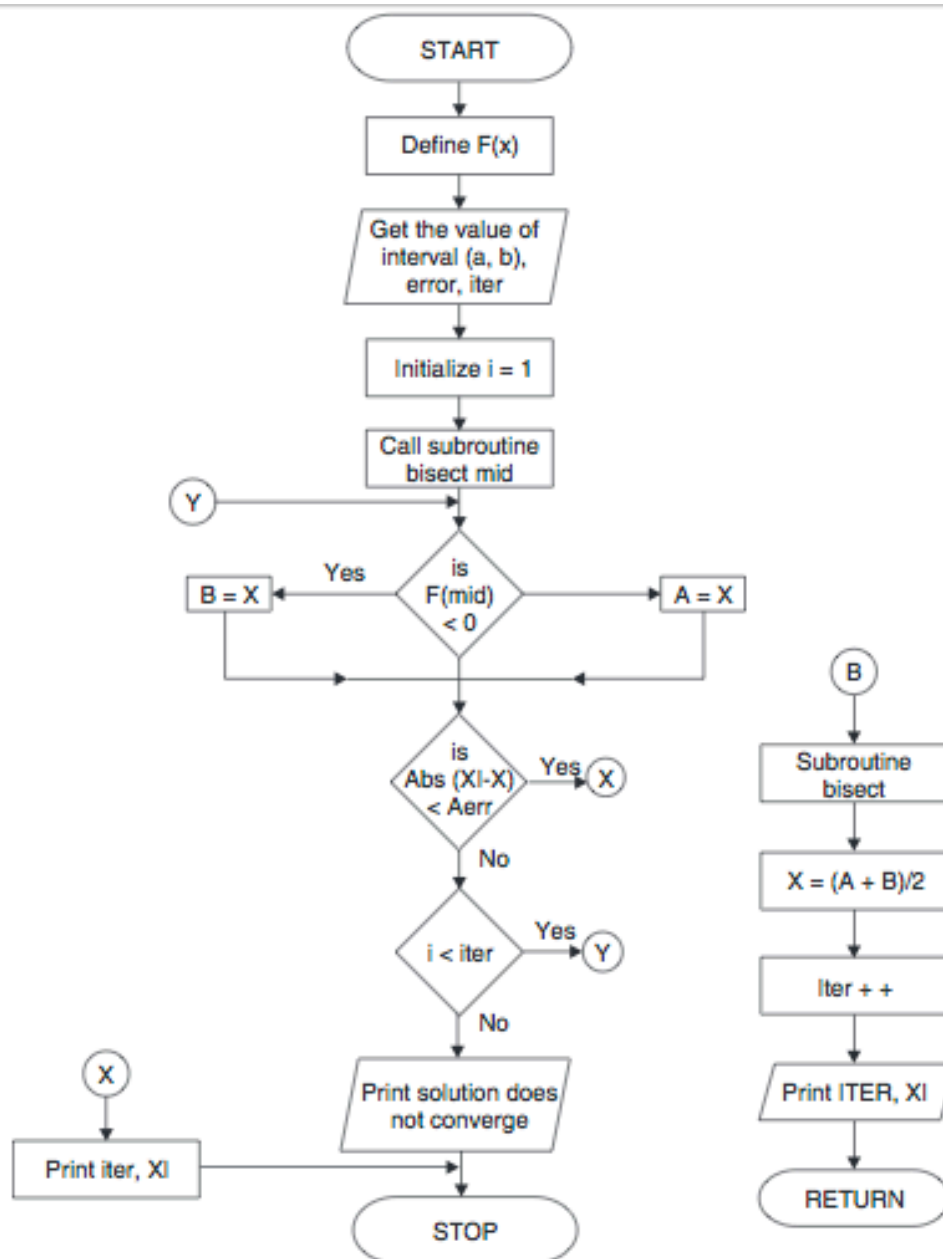 START
Define F(x)
Get the value of
interval (a, b),
error, iter
Initialize i = 1
Call subroutine
bisect mid
Y
is
F(mid)
< 0
Yes
B = X
A = X
is
Abs (XI-X)
< Aerr
Yes
X
No
i < iter
Yes
Y
No
Print solution does
not converge
X
Print iter, XI
STOP
B
Subroutine
bisect
X = (A + B)/2
Iter + +
Print ITER, XI
RETURN